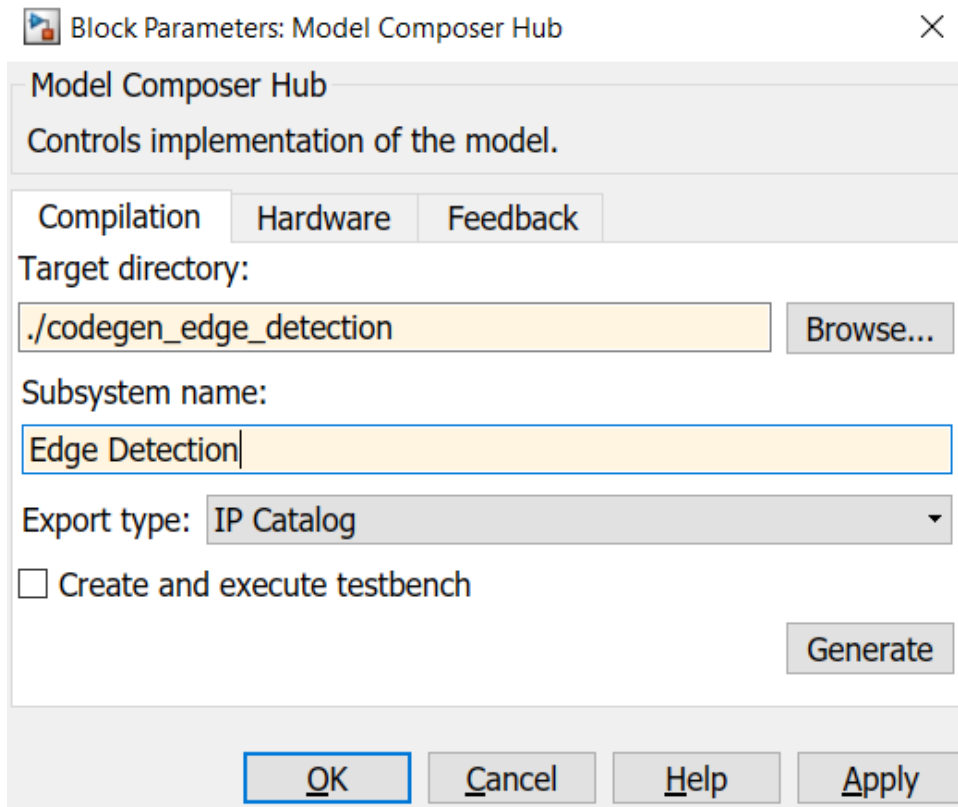 Block Parameters: Model Composer Hub
Model Composer Hub
Controls implementation of the model.
Compilation Hardware Feedback
Target directory:
./codegen_edge_detection Browse...
Subsystem name:
Edge Detection
Export type: IP Catalog
Create and execute testbench
Generate
OK Cancel Help Apply